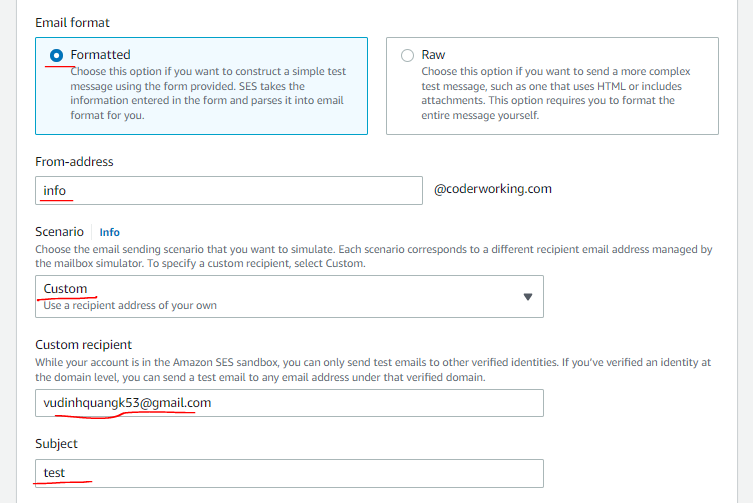 Email format
Formatted
Choose this option if you want to construct a simple test
message using the form provided. SES takes the
information entered in the form and parses it into email
format for you.
Raw
Choose this option if you want to send a more complex
test message, such as one that uses HTML or includes
attachments. This option requires you to format the
entire message yourself.
From-address
info
@coderworking.com
Scenario Info
Choose the email sending scenario that you want to simulate. Each scenario corresponds to a different recipient email address managed by
the mailbox simulator. To specify a custom recipient, select Custom.
Custom
Use a recipient address of your own
Custom recipient
While your account is in the Amazon SES sandbox, you can only send test emails to other verified identities. If you've verified an identity at
the domain level, you can send a test email to any email address under that verified domain.
vudinhquangk53@gmail.com
Subject
test